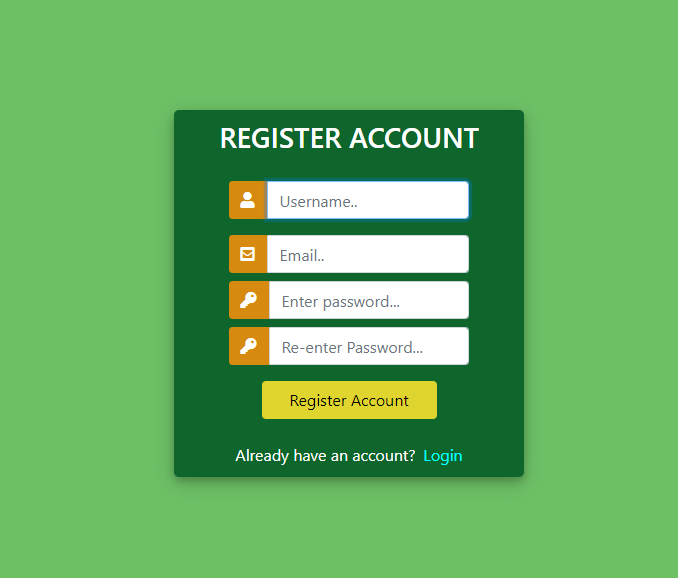 REGISTER ACCOUNT
Username..
Email..
Enter password...
Re-enter Password...
Register Account
Already have an account? Login